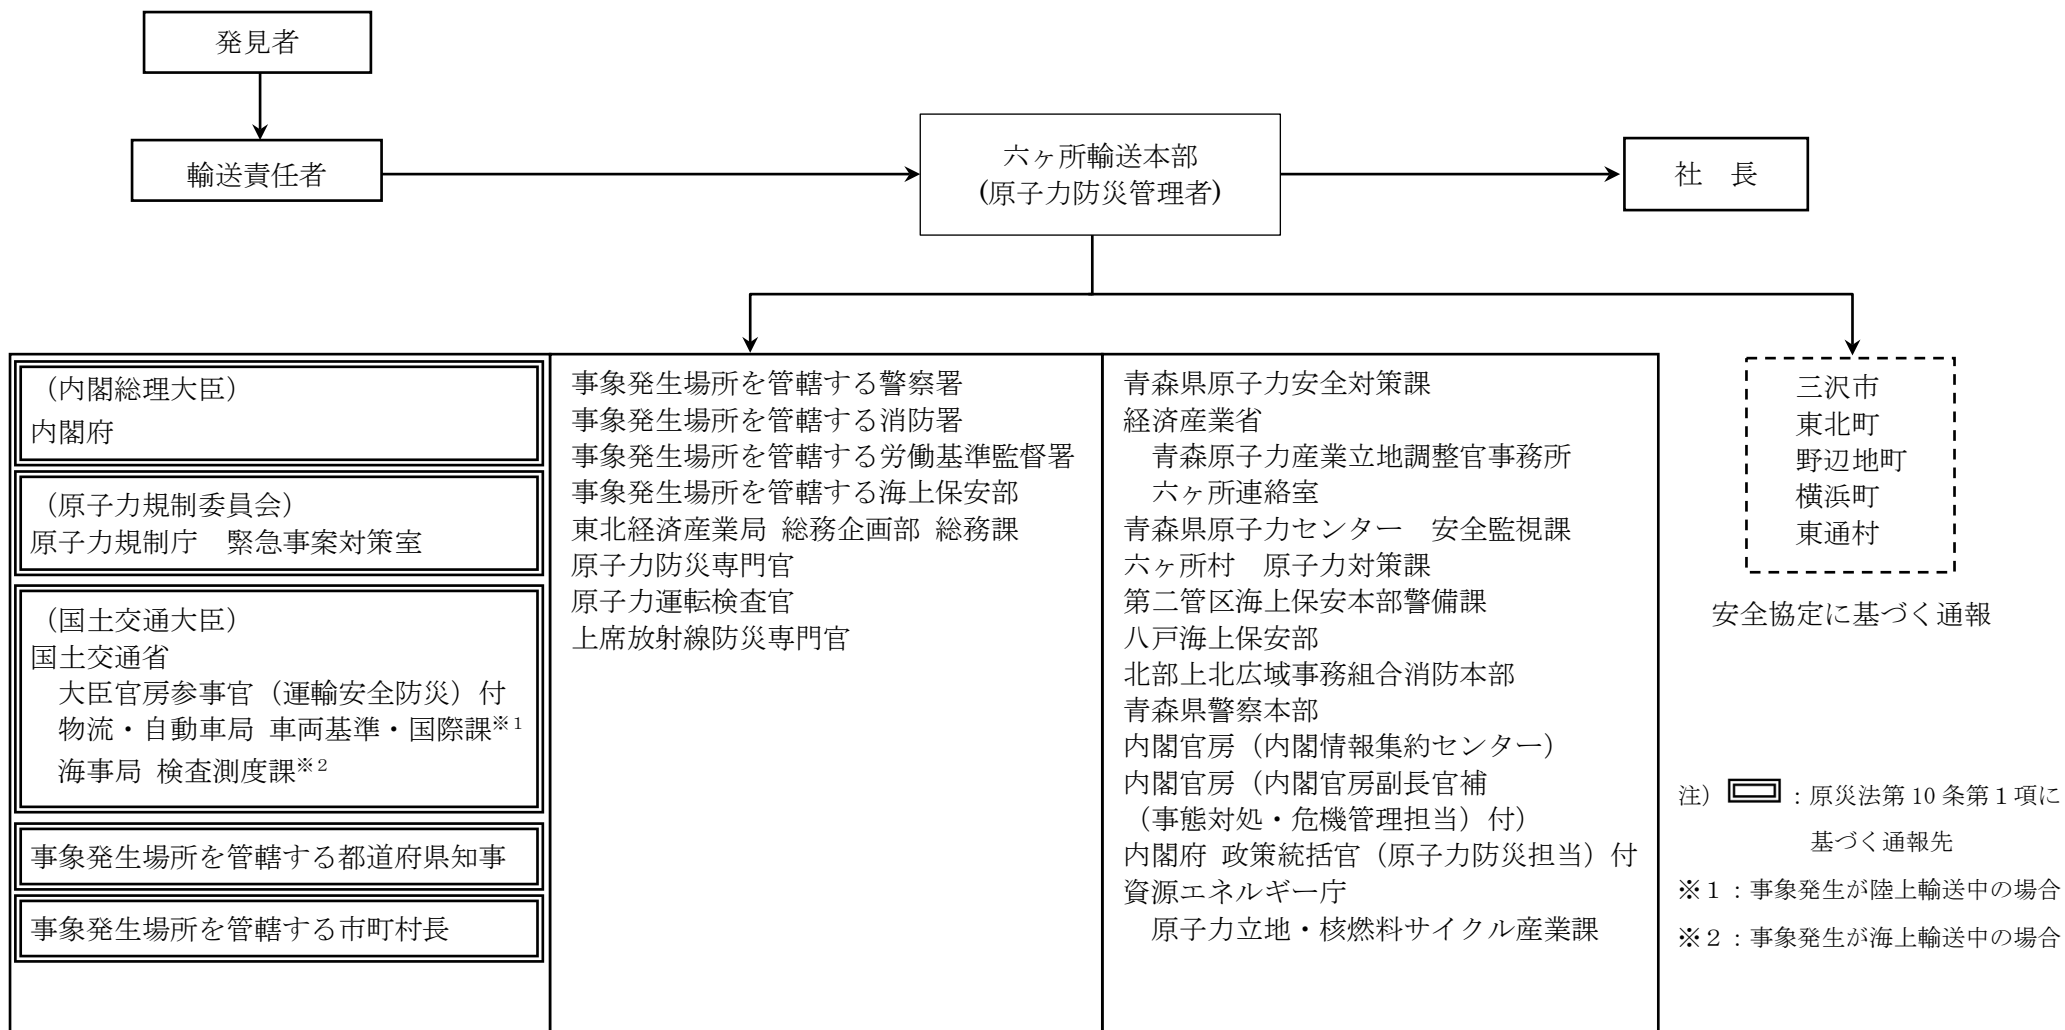 発見者
輸送責任者
六ヶ所輸送本部
(原子力防災管理者)
社　長
（内閣総理大臣）
内閣府
（原子力規制委員会）
原子力規制庁　緊急事案対策室
（国土交通大臣）
国土交通省
大臣官房参事官（運輸安全防災）付
物流・自動車局 車両基準・国際課※1
海事局 検査測度課※2
事象発生場所を管轄する都道府県知事
事象発生場所を管轄する市町村長
事象発生場所を管轄する警察署
事象発生場所を管轄する消防署
事象発生場所を管轄する労働基準監督署
事象発生場所を管轄する海上保安部
東北経済産業局 総務企画部 総務課
原子力防災専門官
原子力運転検査官
上席放射線防災専門官
青森県原子力安全対策課
経済産業省
青森原子力産業立地調整官事務所
六ヶ所連絡室
青森県原子力センター　安全監視課
六ヶ所村　原子力対策課
第二管区海上保安本部警備課
八戸海上保安部
北部上北広域事務組合消防本部
青森県警察本部
内閣官房（内閣情報集約センター）
内閣官房（内閣官房副長官補
（事態対処・危機管理担当）付）
内閣府 政策統括官（原子力防災担当）付
資源エネルギー庁
原子力立地・核燃料サイクル産業課
三沢市
東北町
野辺地町
横浜町
東通村
安全協定に基づく通報
注）：原災法第 10 条第１項に
基づく通報先
※１：事象発生が陸上輸送中の場合
※２：事象発生が海上輸送中の場合